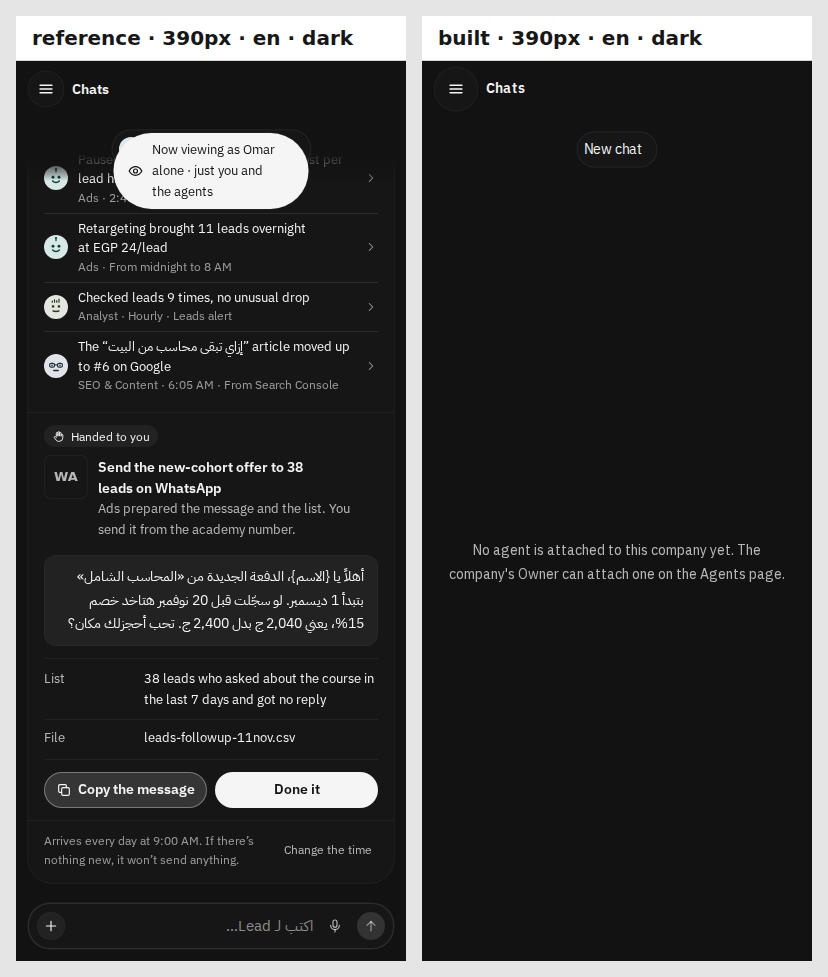 reference · 390px · en · dark
Chats
Now viewing as Omar
alone · just you and
the agents
Pause
st per
lead h
Ads · 2:4
Retargeting brought 11 leads overnight
at EGP 24/lead
Ads · From midnight to 8 AM
Checked leads 9 times, no unusual drop
Analyst · Hourly · Leads alert
The “إزاي تبقى محاسب من البيت” article moved up
to #6 on Google
SEO & Content · 6:05 AM · From Search Console
Handed to you
WA
Send the new-cohort offer to 38
leads on WhatsApp
Ads prepared the message and the list. You
send it from the academy number.
أهلاً يا {الاسم}، الدفعة الجديدة من «المحاسب الشامل»
بتبدأ 1 ديسمبر. لو سجّلت قبل 20 نوفمبر هتاخد خصم
15%، يعني 2,040 ج بدل 2,400 ج. تحب أحجزلك مكان؟
List
38 leads who asked about the course in
the last 7 days and got no reply
File
leads-followup-11nov.csv
Copy the message
Done it
Arrives every day at 9:00 AM. If there’s
nothing new, it won’t send anything.
Change the time
اكتب لـ Lead...
built · 390px · en · dark
Chats
New chat
No agent is attached to this company yet. The
company's Owner can attach one on the Agents page.